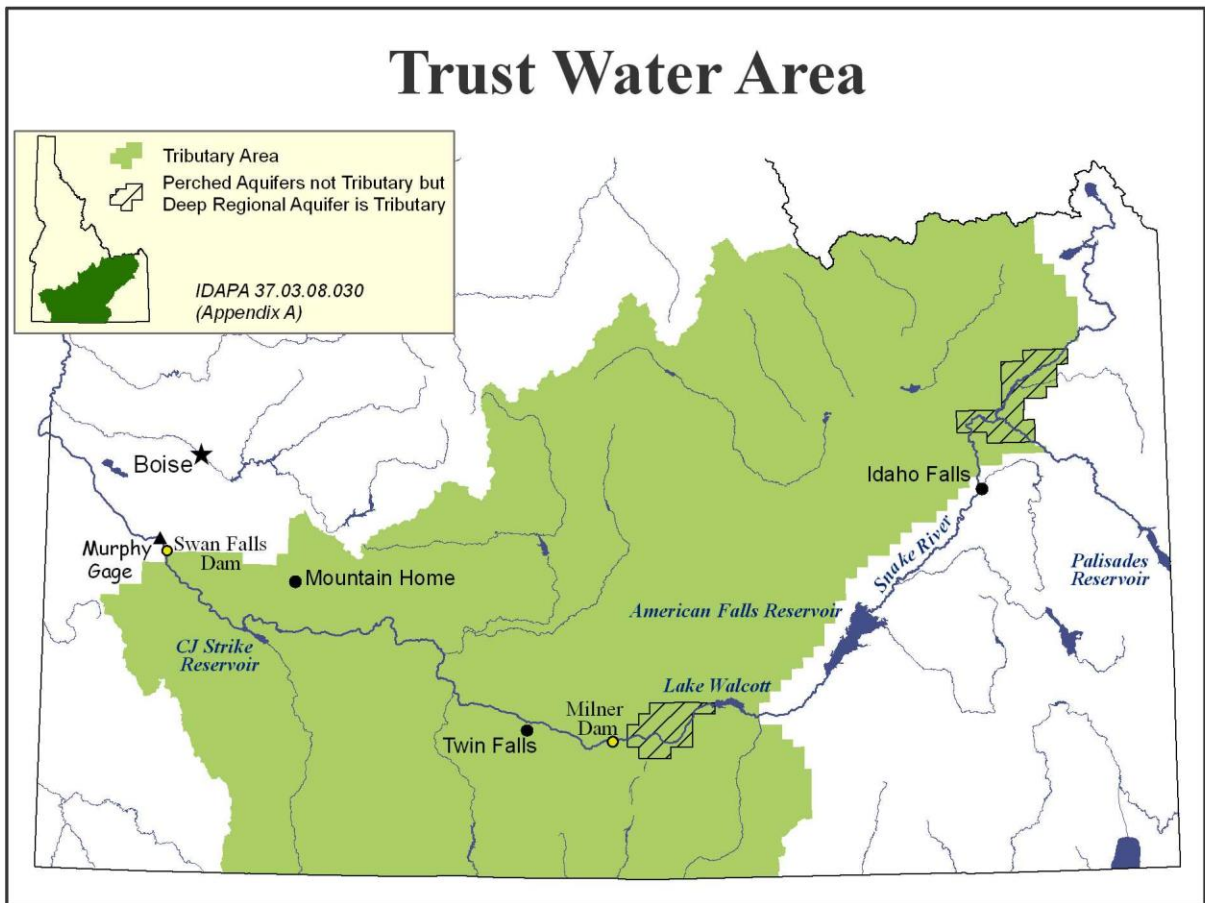 Trust Water Area
Tributary Area
Perched Aquifers not Tributary but
Deep Regional Aquifer is Tributary
IDAPA 37.03.08.030
(Appendix A)
Boise
Idaho Falls
Murphy
Gage
Swan Falls
Dam
Mountain Home
Snake River
Palisades
Reservoir
American Falls Reservoir
CJ Strike
Reservoir
Lake Walcott
Milner
Dam
Twin Falls